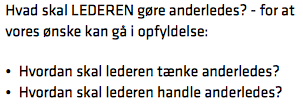 Hvad skal LEDEREN gøre anderledes? - for at
vores ønske kan gå i opfyldelse:
• Hvordan skal lederen tænke anderledes?
• Hvordan skal lederen handle anderledes?